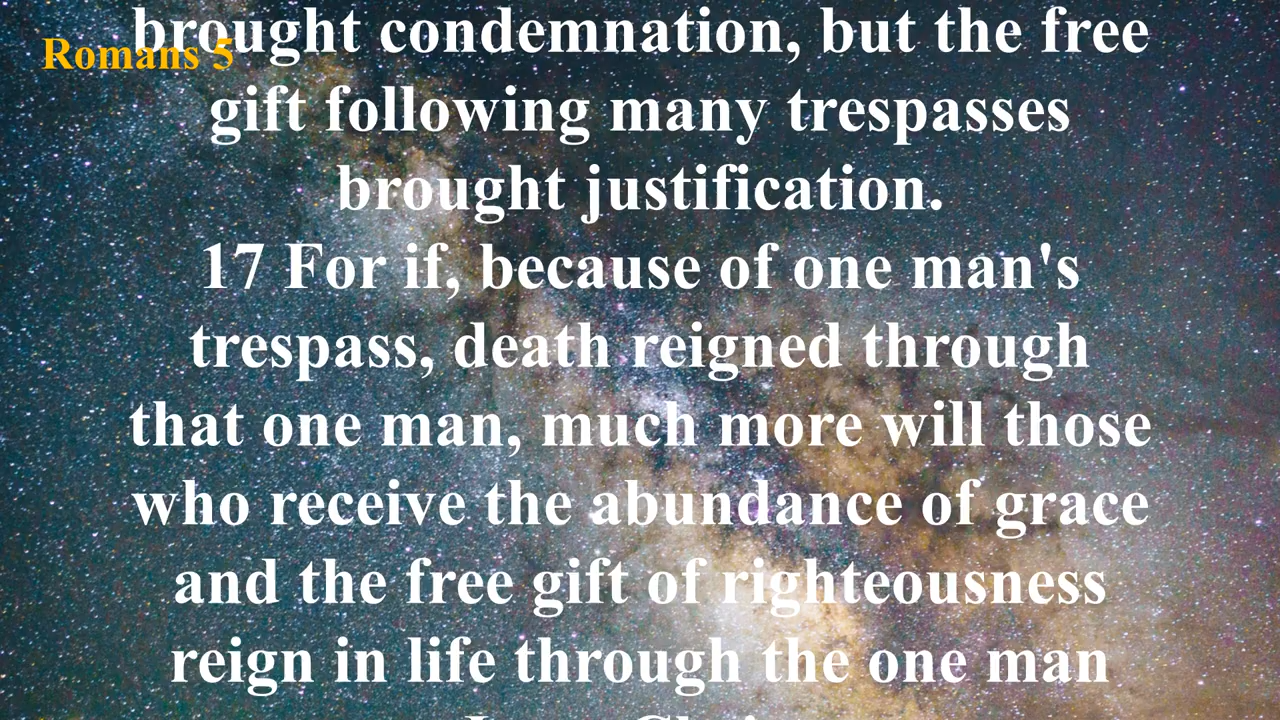 Romans 5
brought condemnation, but the free
gift following many trespasses
brought justification.
17 For if, because of one man's
trespass, death reigned through
that one man, much more will those
who receive the abundance of grace
and the free gift of righteousness
reign in life through the one man